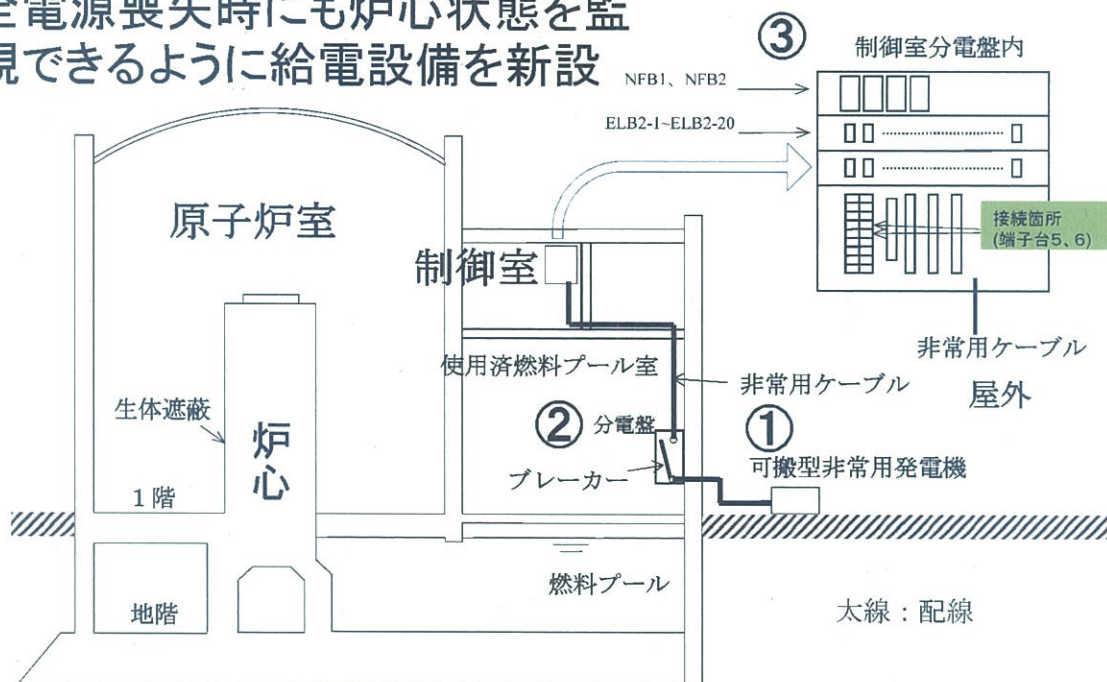 全電源喪失時にも炉心状態を監
視できるように給電設備を新設
③
制御室分電盤内
NFB1、NFB2
ELB2-1~ELB2-20
接続箇所
(端子台5、6)
非常用ケーブル
屋外
原子炉室
制御室
使用済燃料プール室
非常用ケーブル
生体遮蔽
炉心
② 分電盤
ブレーカー
①
可搬型非常用発電機
1階
地階
燃料プール
太線：配線